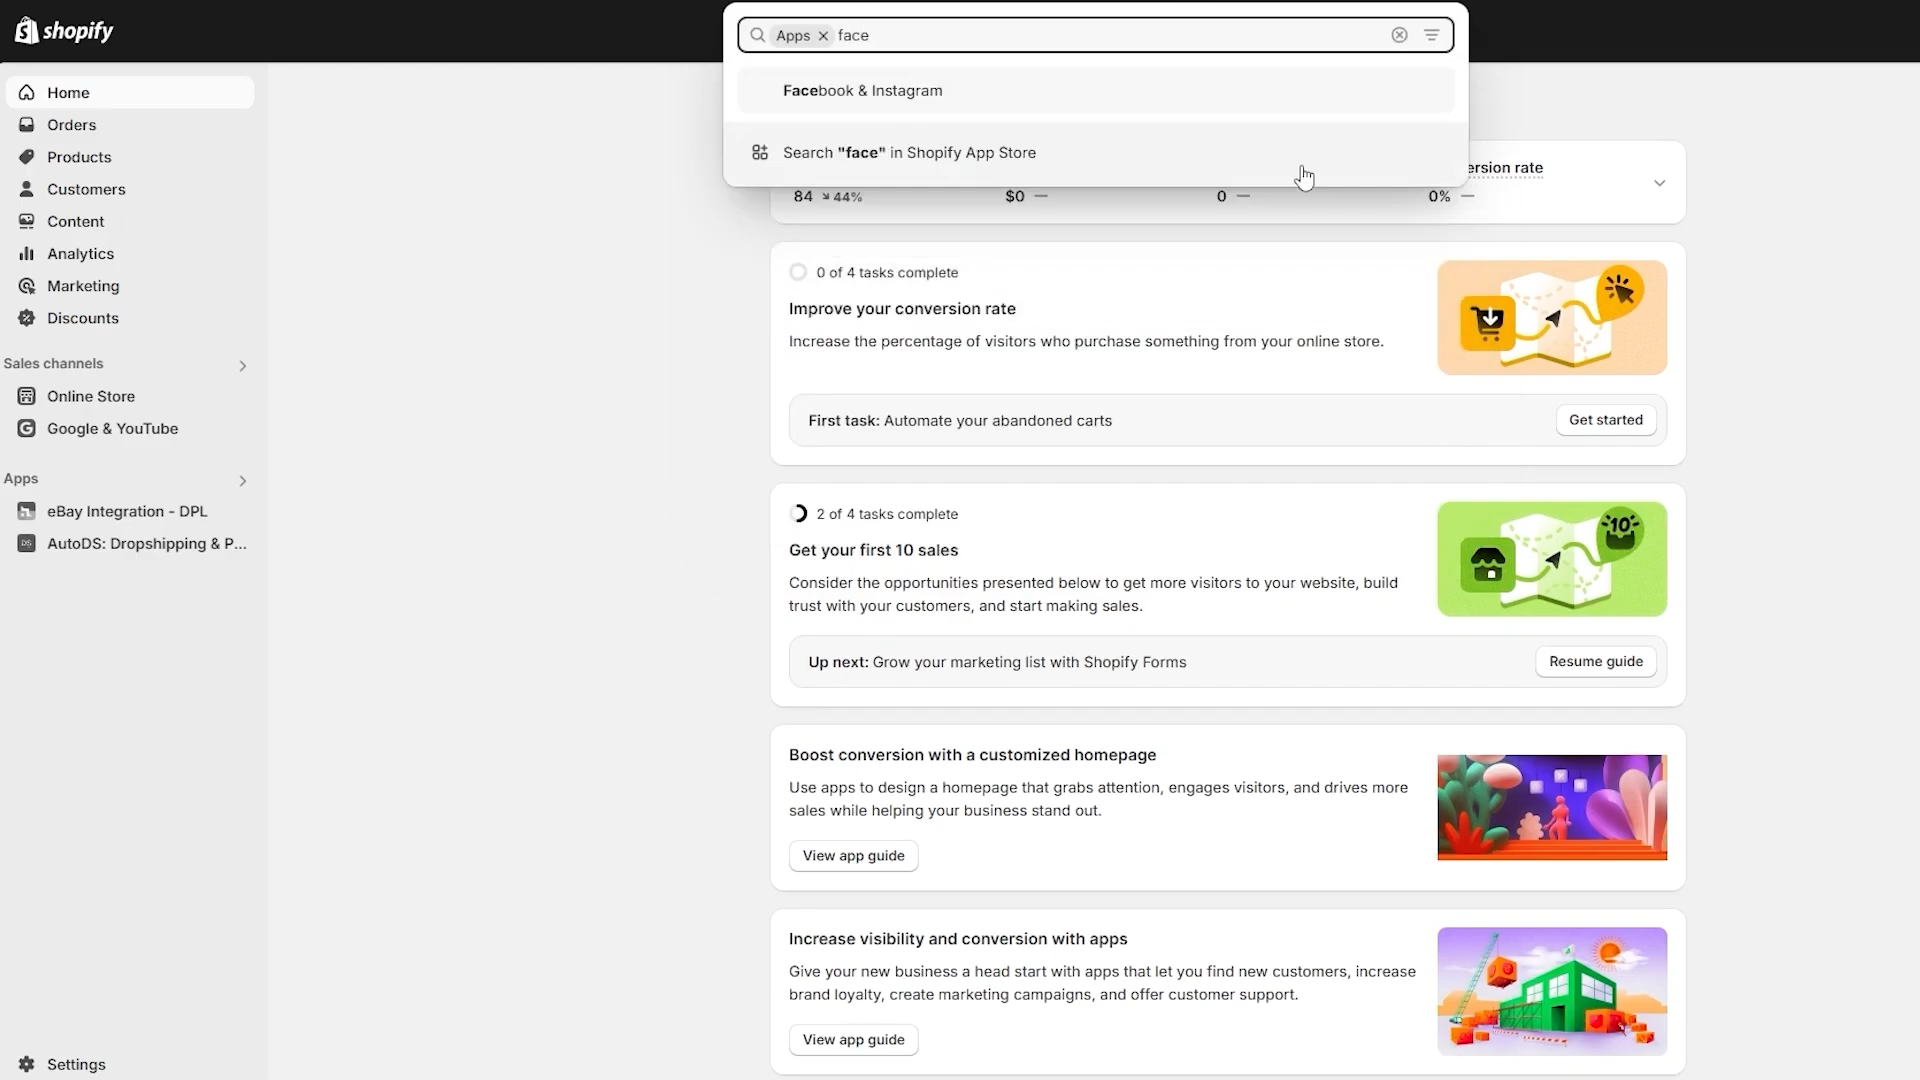 shopify
Apps face
Facebook & Instagram
Search "face" in Shopify App Store
Home
Orders
Products
Customers
Content
Analytics
Marketing
Discounts
Sales channels
Online Store
Google & YouTube
Apps
eBay Integration - DPL
AutoDS: Dropshipping & P...
Settings
ersion rate
84 44% $0 — 0 — 0% —
0 of 4 tasks complete
Improve your conversion rate
Increase the percentage of visitors who purchase something from your online store.
First task: Automate your abandoned carts
Get started
2 of 4 tasks complete
Get your first 10 sales
Consider the opportunities presented below to get more visitors to your website, build
trust with your customers, and start making sales.
10
Up next: Grow your marketing list with Shopify Forms
Resume guide
Boost conversion with a customized homepage
Use apps to design a homepage that grabs attention, engages visitors, and drives more
sales while helping your business stand out.
View app guide
Increase visibility and conversion with apps
Give your new business a head start with apps that let you find new customers, increase
brand loyalty, create marketing campaigns, and offer customer support.
View app guide